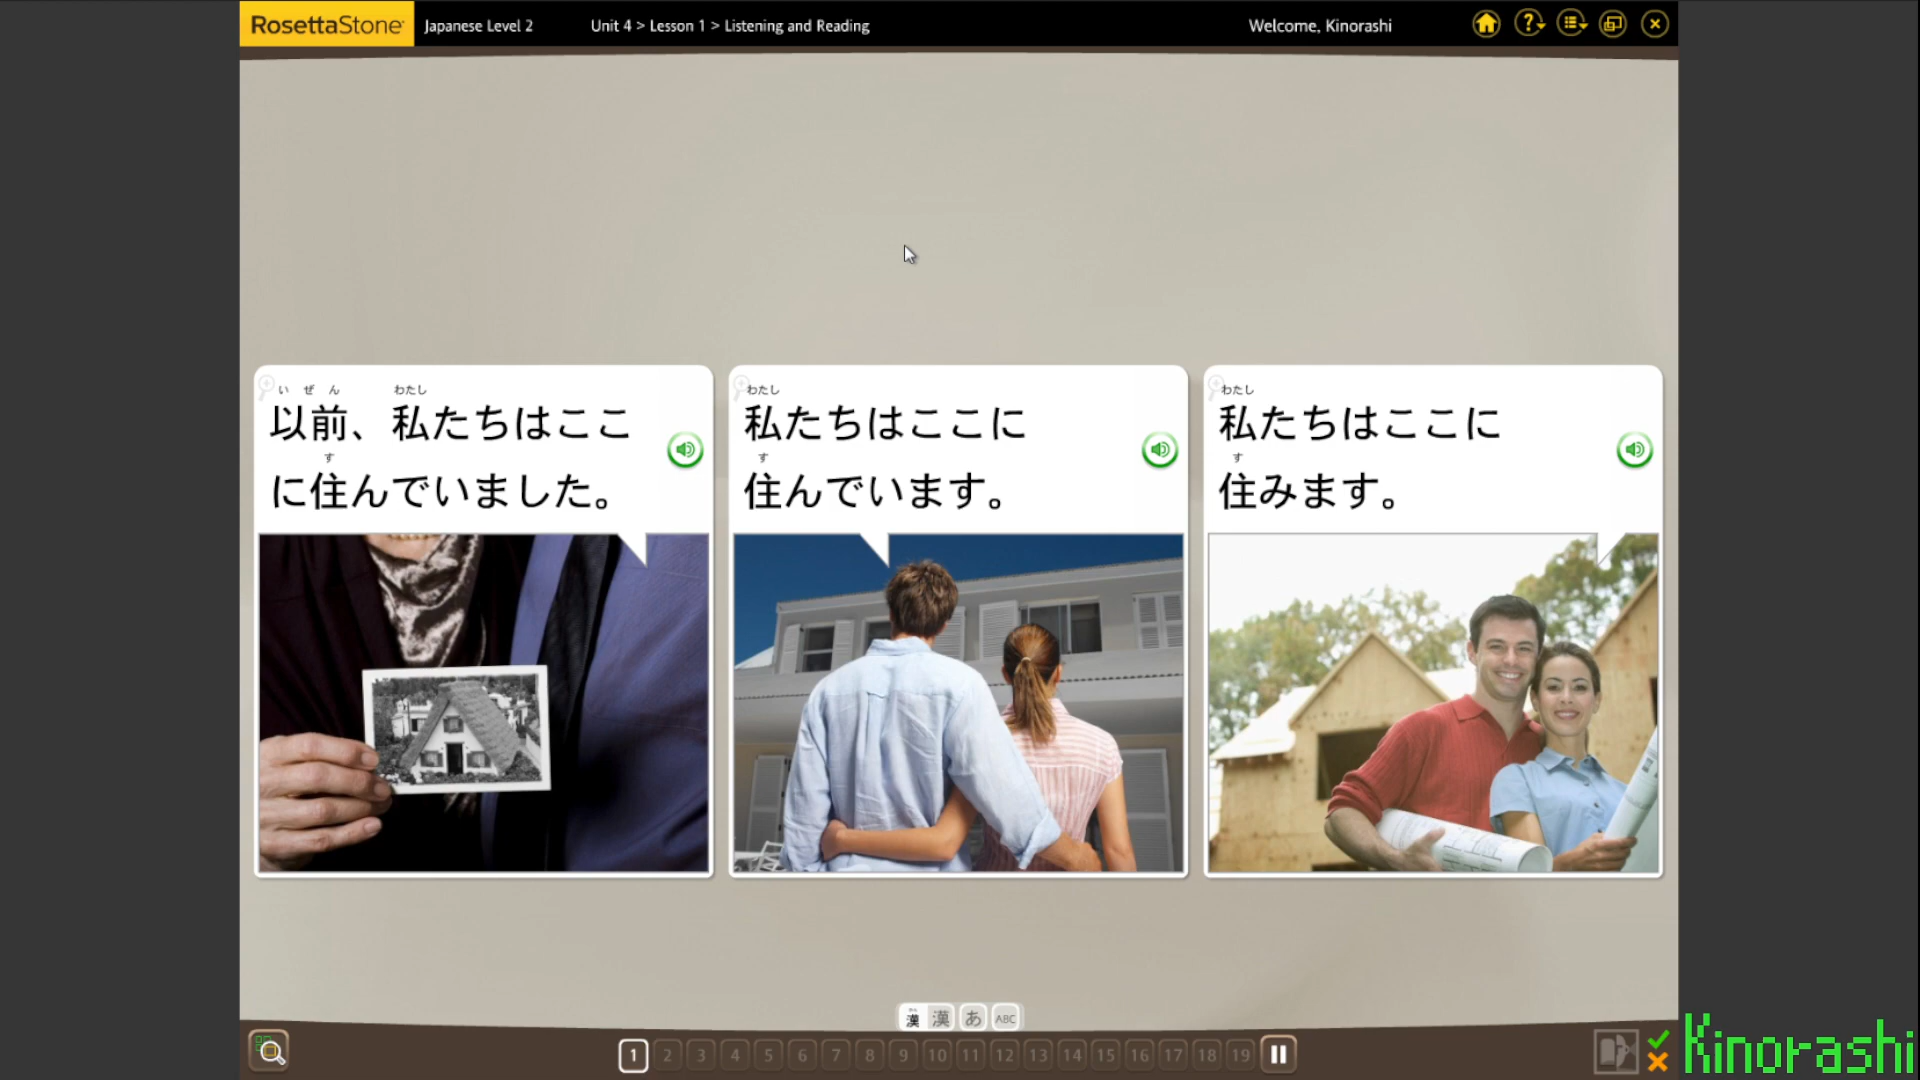 RosettaStone
Japanese Level 2
Unit 4 > Lesson 1 > Listening and Reading
Welcome, Kinorashi
いぜん わたし
以前、私たちはここ
す
に住んでいました。
わたし
私たちはここに
す
住んでいます。
わたし
私たちはここに
す
住みます。
漢 漢 あ ABC
1 2 3 4 5 6 7 8 9 10 11 12 13 14 15 16 17 18 19
Kinorashi